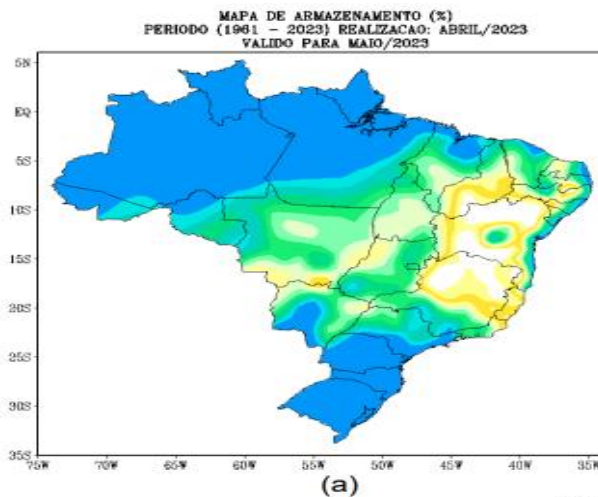 MAPA DE ARMAZENAMENTO (%)
PERIODO (1961 - 2023) REALIZACAO: ABRIL/2023
VALIDO PARA MAIO/2023
5N
EQ
5S
10S
15S
20S
25S
30S
35S
75W 70W 65W 60W 55W 50W 45W 40W 35W
(a)